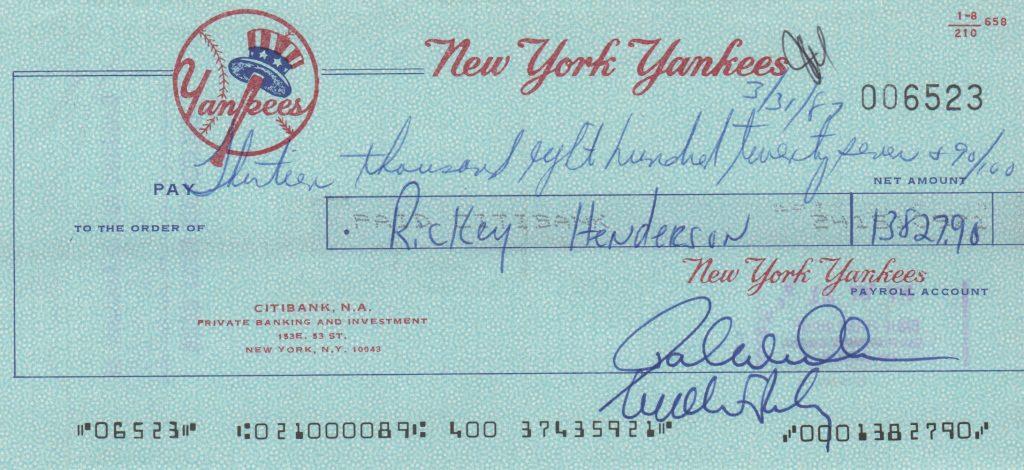 1-8 658
210
Yankees
New York Yankees
3/31/87
006523
PAY Thirteen thousand eight hundred twenty seven & 90/100
NET AMOUNT
TO THE ORDER OF
Rickey Henderson 13827.90
New York Yankees
PAYROLL ACCOUNT
CITIBANK, N.A.
PRIVATE BANKING AND INVESTMENT
153 E. 53 ST.
NEW YORK, N.Y. 10043
⑈06523⑈ ⑆021000089⑆ 400 37435921⑈ ⑇0001382790⑇